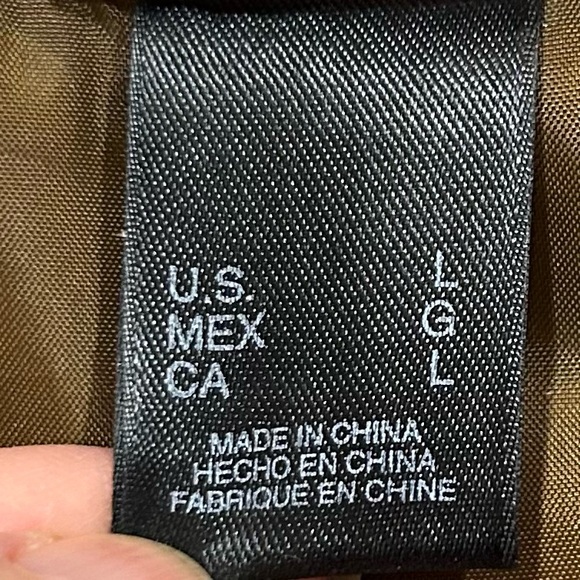 U.S. L
MEX G
CA L
MADE IN CHINA
HECHO EN CHINA
FABRIQUE EN CHINE